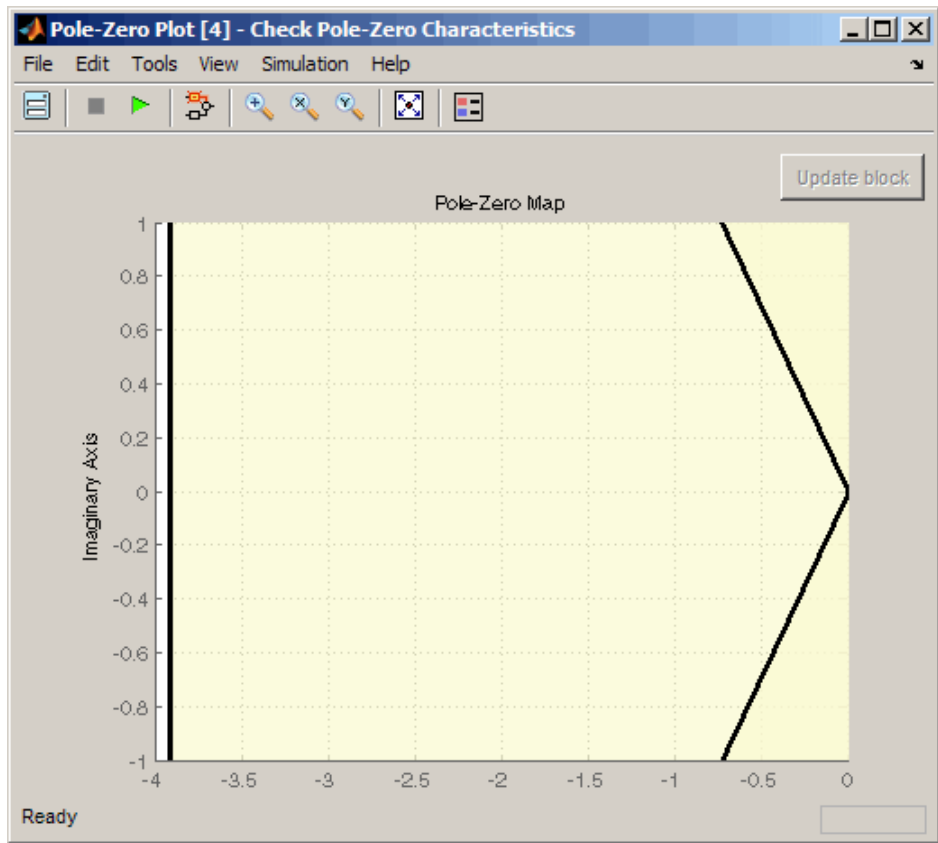 Pole-Zero Plot [4] - Check Pole-Zero Characteristics
File Edit Tools View Simulation Help
Update block
Pole-Zero Map
1
0.8
0.6
0.4
0.2
0
-0.2
-0.4
-0.6
-0.8
-1
Imaginary Axis
-4 -3.5 -3 -2.5 -2 -1.5 -1 -0.5 0
Ready